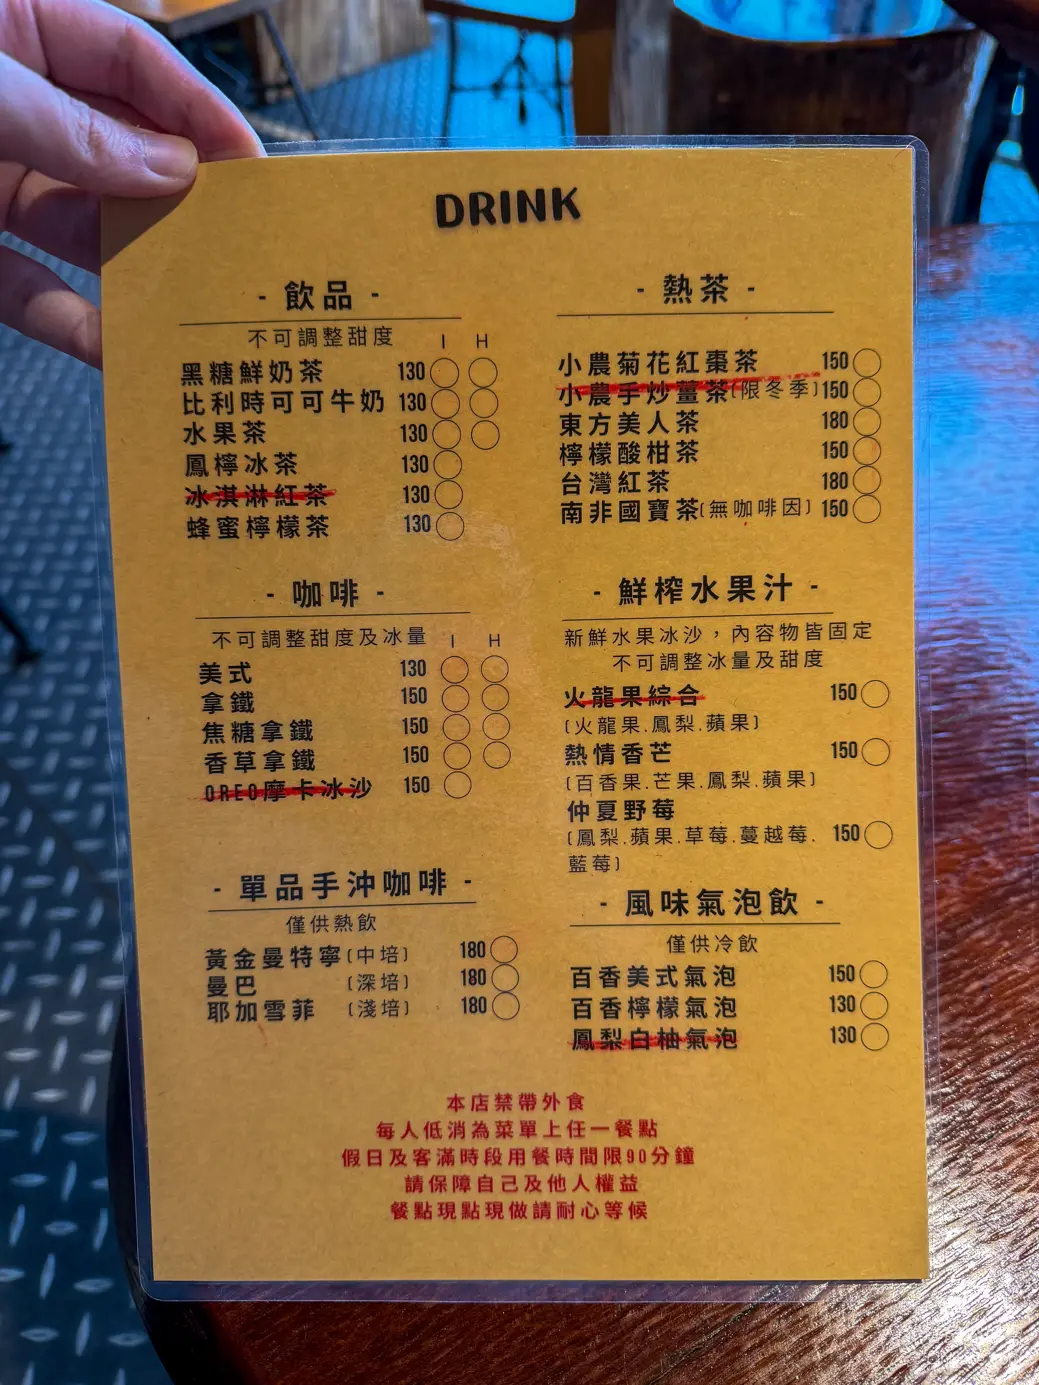 DRINK
- 飲品 -
不可調整甜度 I H
黑糖鮮奶茶 130
比利時可可牛奶 130
水果茶 130
鳳檸冰茶 130
冰淇淋紅茶 130
蜂蜜檸檬茶 130
- 咖啡 -
不可調整甜度及冰量 I H
美式 130
拿鐵 150
焦糖拿鐵 150
香草拿鐵 150
OREO摩卡冰沙 150
- 單品手沖咖啡 -
僅供熱飲
黃金曼特寧(中培) 180
曼巴 (深培) 180
耶加雪菲 (淺培) 180
- 熱茶 -
小農菊花紅棗茶 150
小農手炒薑茶(限冬季) 150
東方美人茶 180
檸檬酸柑茶 150
台灣紅茶 180
南非國寶茶(無咖啡因) 150
- 鮮榨水果汁 -
新鮮水果冰沙，內容物皆固定
不可調整冰量及甜度
火龍果綜合 150
(火龍果.鳳梨.蘋果)
熱情香芒 150
(百香果.芒果.鳳梨.蘋果)
仲夏野莓
(鳳梨.蘋果.草莓.蔓越莓. 150
藍莓)
- 風味氣泡飲 -
僅供冷飲
百香美式氣泡 150
百香檸檬氣泡 130
鳳梨白柚氣泡 130
本店禁帶外食
每人低消為菜單上任一餐點
假日及客滿時段用餐時間限90分鐘
請保障自己及他人權益
餐點現點現做請耐心等候